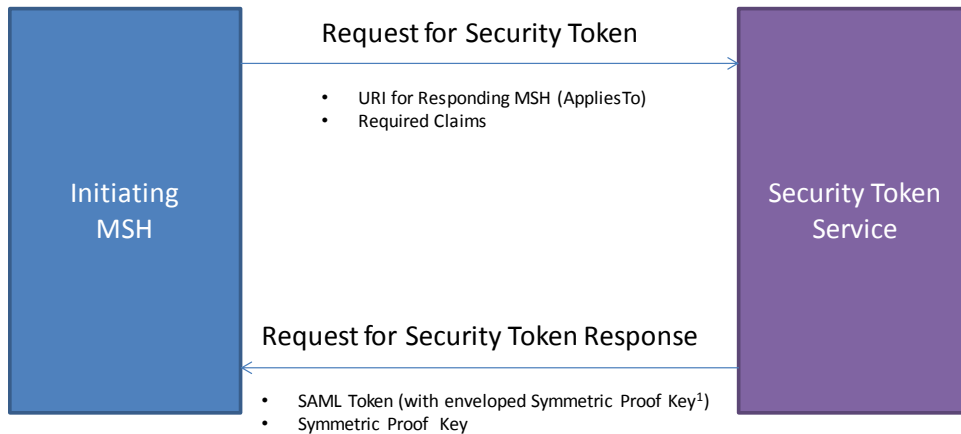 Request for Security Token
• URI for Responding MSH (AppliesTo)
• Required Claims
Initiating
MSH
Security Token
Service
Request for Security Token Response
• SAML Token (with enveloped Symmetric Proof Key¹)
• Symmetric Proof Key